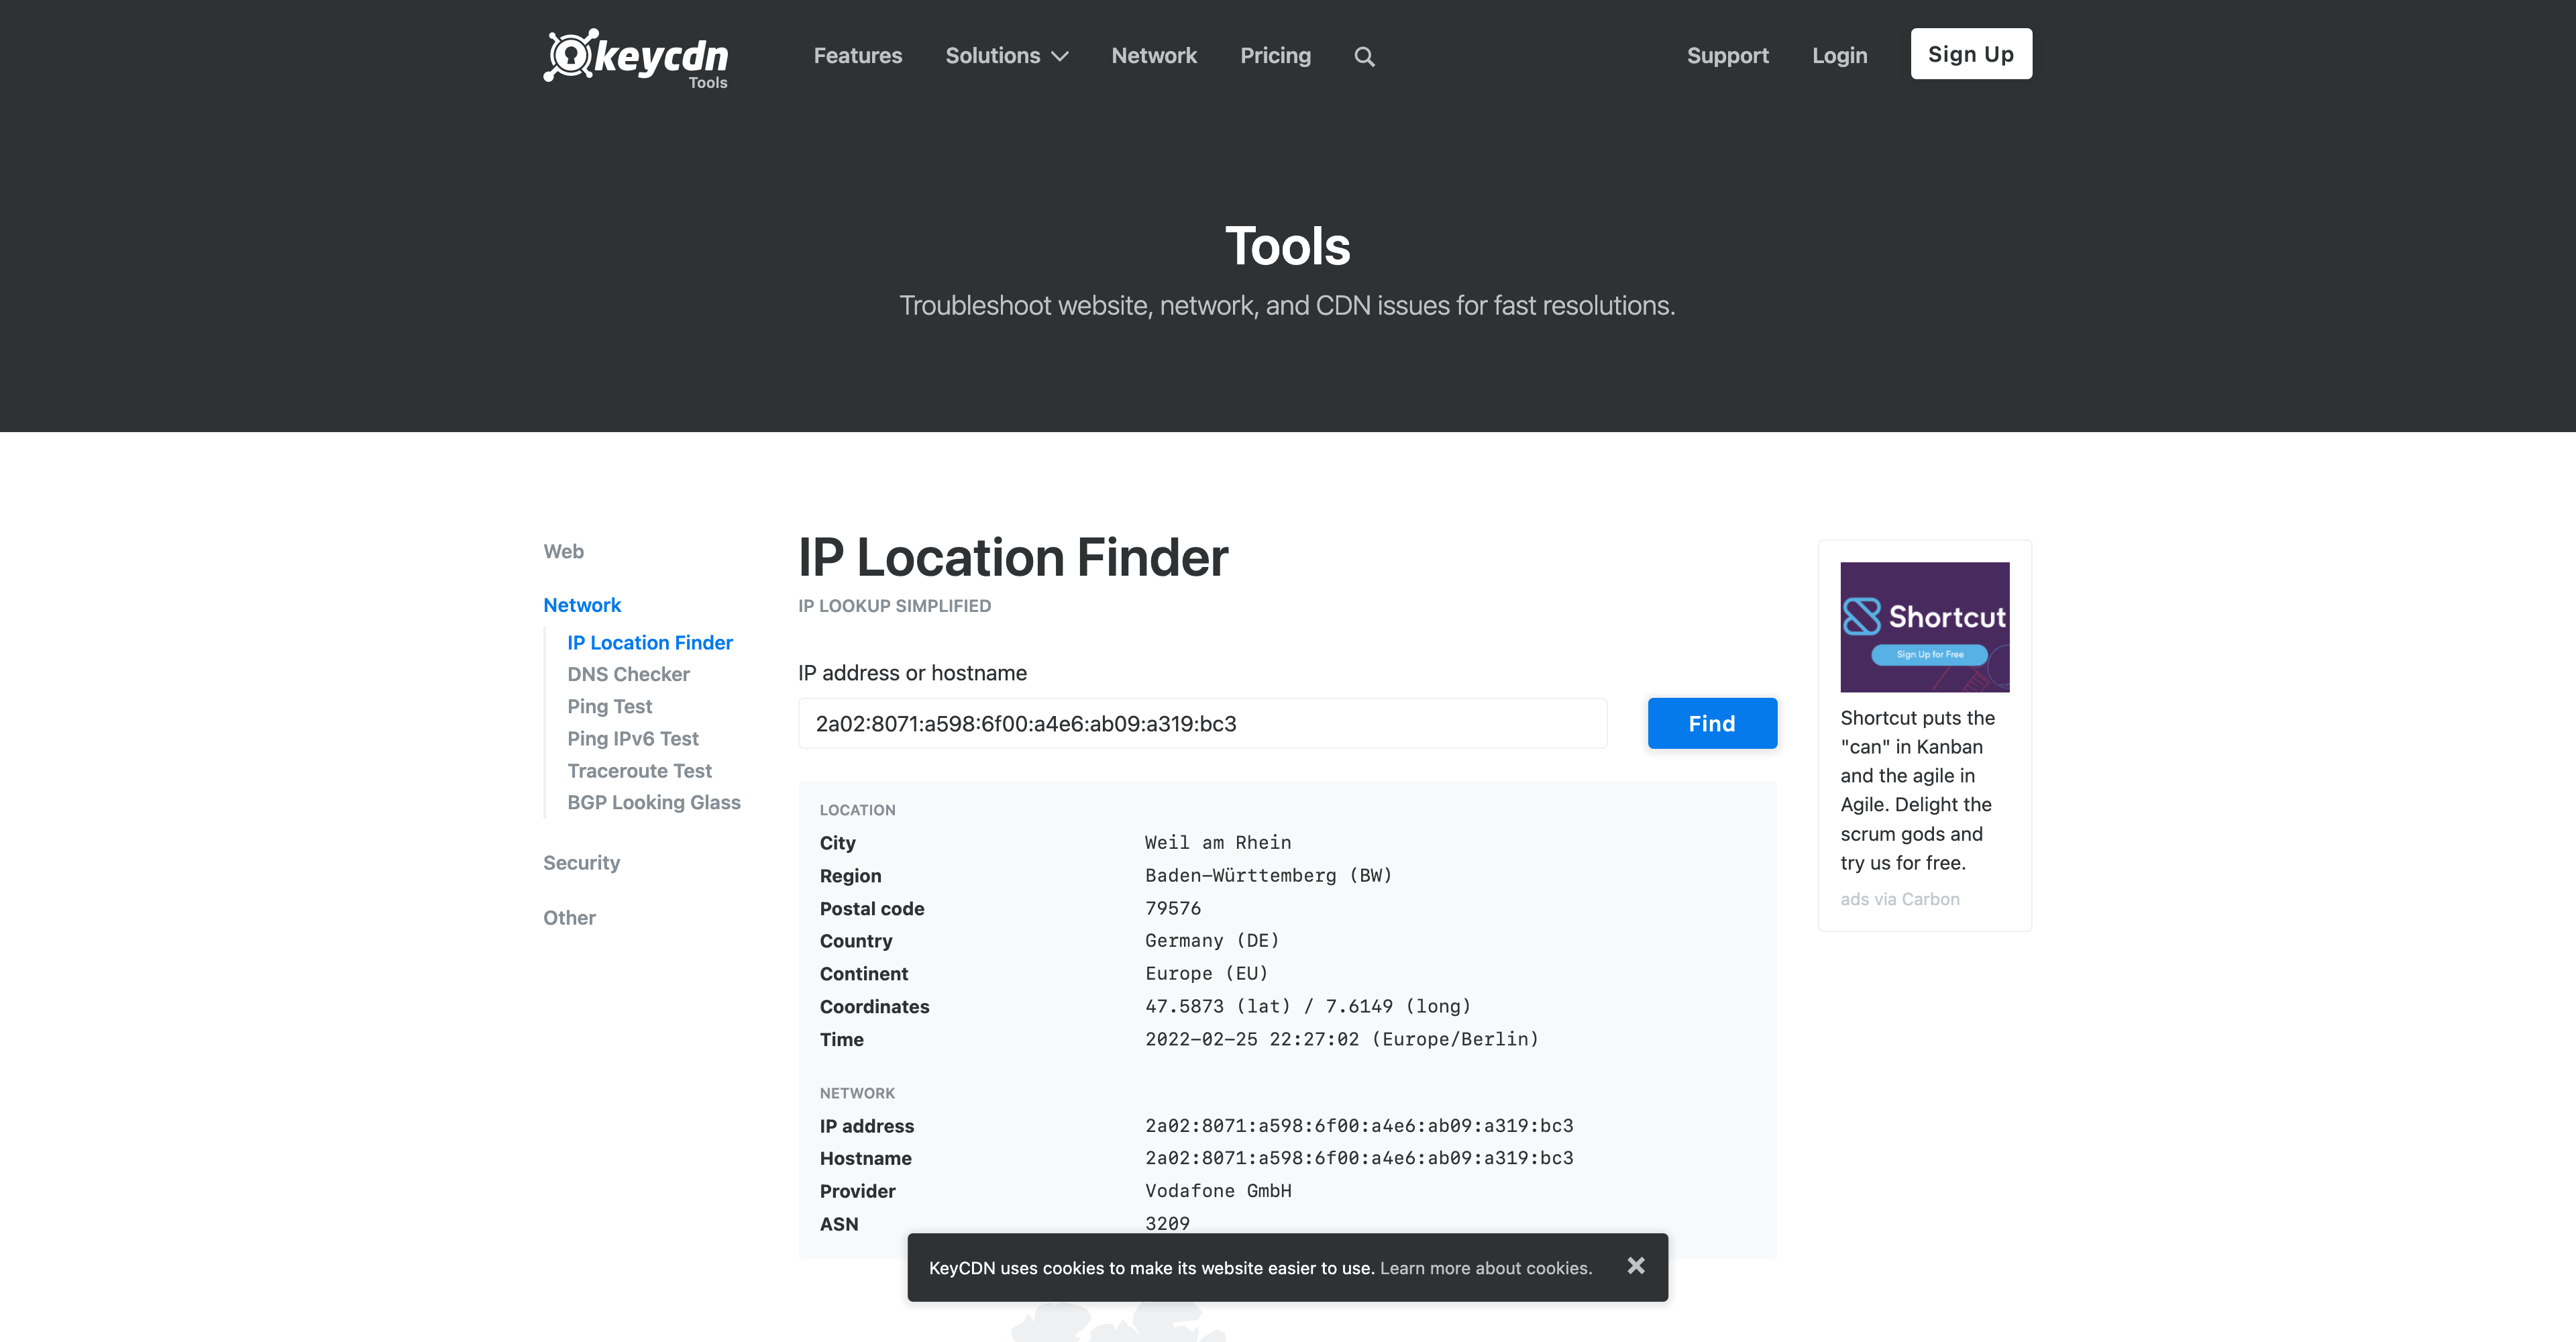 keycdn
Tools
Features
Solutions
Network
Pricing
Support
Login
Sign Up
Tools
Troubleshoot website, network, and CDN issues for fast resolutions.
Web
Network
IP Location Finder
DNS Checker
Ping Test
Ping IPv6 Test
Traceroute Test
BGP Looking Glass
Security
Other
IP Location Finder
IP LOOKUP SIMPLIFIED
IP address or hostname
2a02:8071:a598:6f00:a4e6:ab09:a319:bc3
Find
LOCATION
City Weil am Rhein
Region Baden-Württemberg (BW)
Postal code 79576
Country Germany (DE)
Continent Europe (EU)
Coordinates 47.5873 (lat) / 7.6149 (long)
Time 2022-02-25 22:27:02 (Europe/Berlin)
NETWORK
IP address 2a02:8071:a598:6f00:a4e6:ab09:a319:bc3
Hostname 2a02:8071:a598:6f00:a4e6:ab09:a319:bc3
Provider Vodafone GmbH
ASN 3209
Shortcut
Sign Up for Free
Shortcut puts the
"can" in Kanban
and the agile in
Agile. Delight the
scrum gods and
try us for free.
ads via Carbon
KeyCDN uses cookies to make its website easier to use. Learn more about cookies.